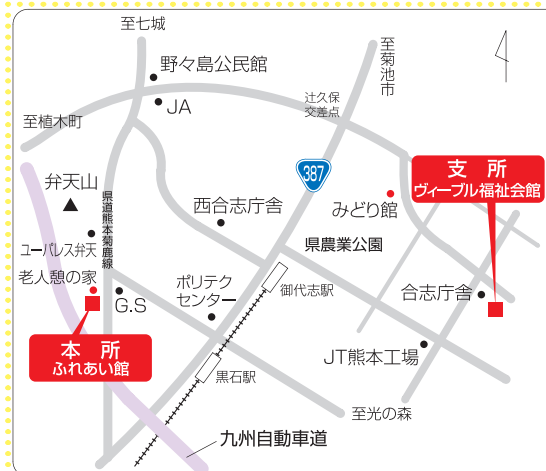 至七城
野々島公民館
JA
至植木町
至菊池市
辻久保
交差点
387
支所
ヴィーブル福祉会館
弁天山
県道熊本菊鹿線
西合志庁舎
みどり館
県農業公園
ユーパレス弁天
老人憩の家
G.S
ポリテク
センター
御代志駅
合志庁舎
本所
ふれあい館
黒石駅
JT熊本工場
至光の森
九州自動車道